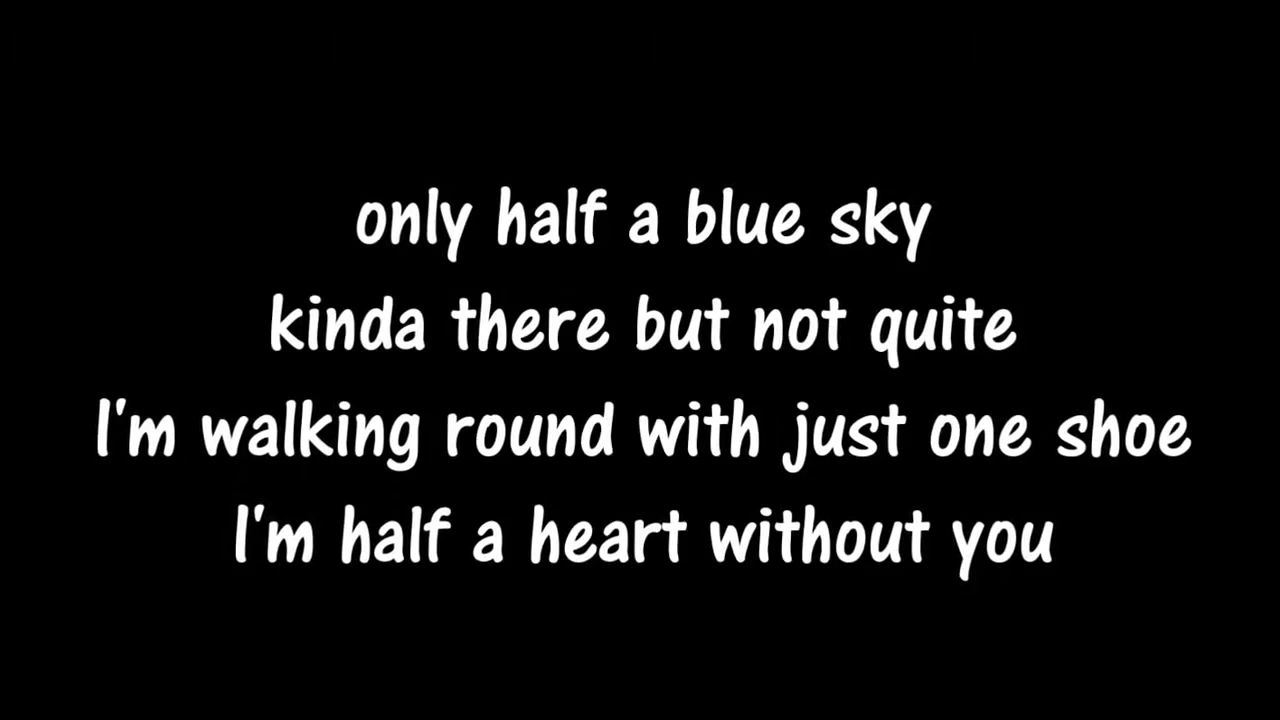 only half a blue sky
kinda there but not quite
I'm walking round with just one shoe
I'm half a heart without you